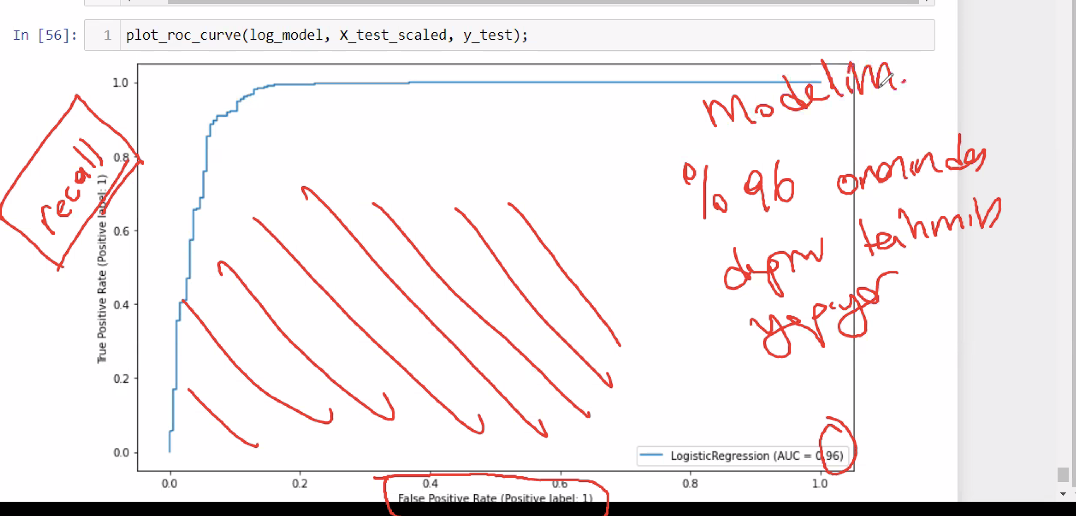 In [56]:
1 plot_roc_curve(log_model, X_test_scaled, y_test);
1.0
0.8
0.6
0.4
0.2
0.0
True Positive Rate (Positive label: 1)
recall
Modelim.
% 96 oranında
doğru tahmin
yapıyor
LogisticRegression (AUC = 0.96)
0.0 0.2 0.4 0.6 0.8 1.0
False Positive Rate (Positive label: 1)